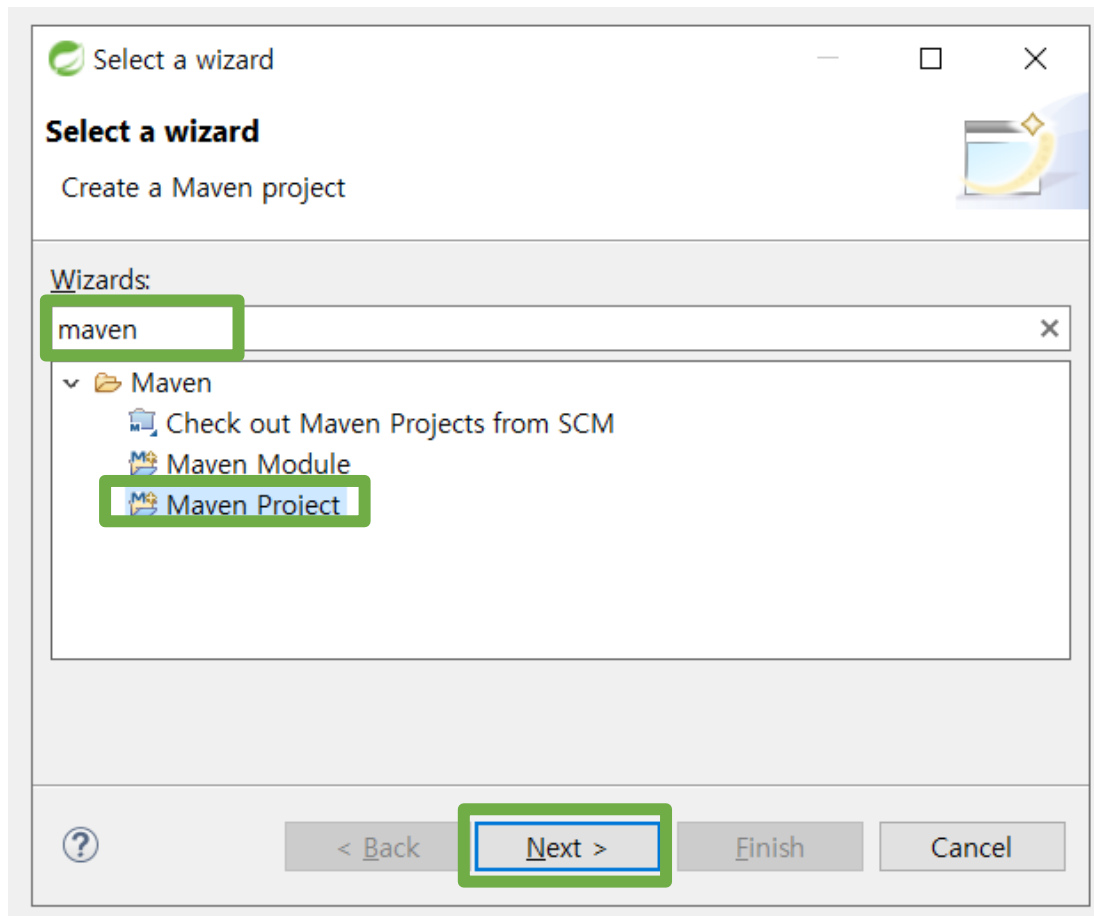 Select a wizard
Select a wizard
Create a Maven project
Wizards:
maven
Maven
Check out Maven Projects from SCM
Maven Module
Maven Project
< Back
Next >
Finish
Cancel